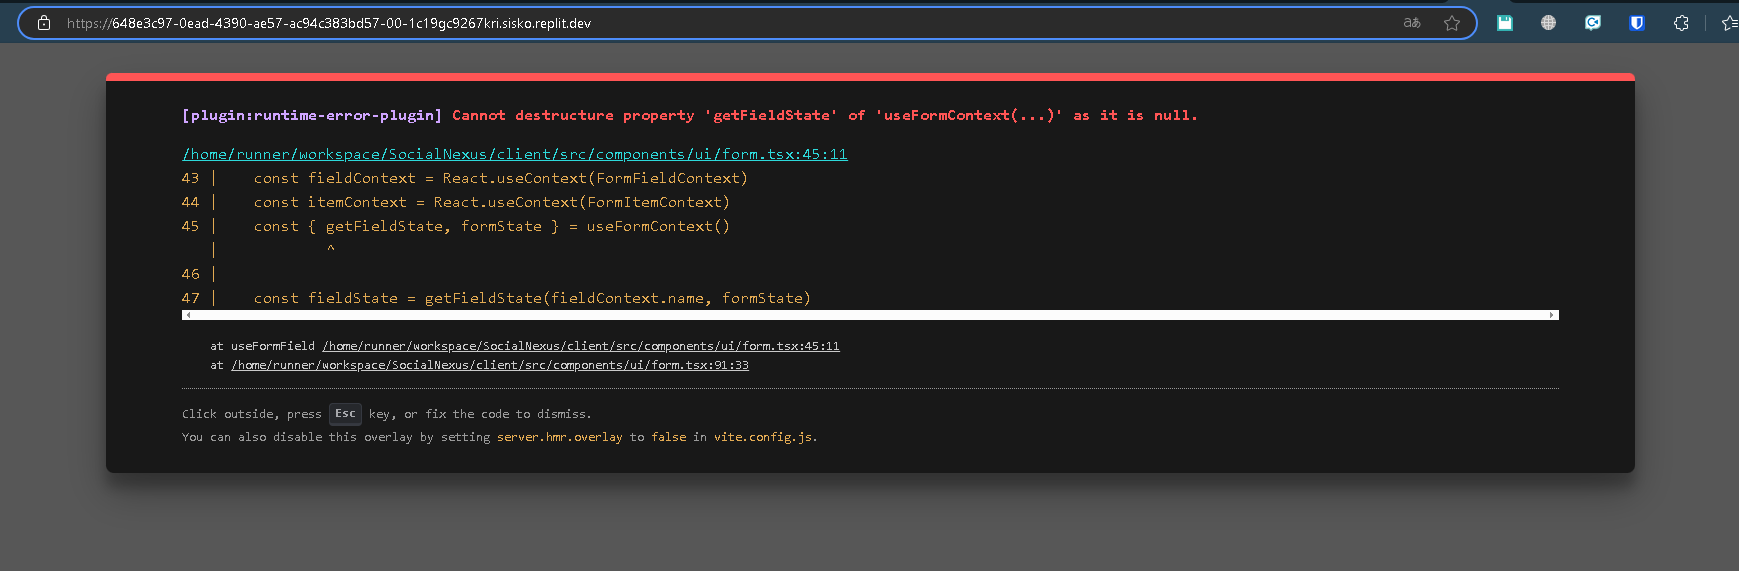 https://648e3c97-0ead-4390-ae57-ac94c383bd57-00-1c19gc9267kri.sisko.replit.dev
aあ
[plugin:runtime-error-plugin] Cannot destructure property 'getFieldState' of 'useFormContext(...)' as it is null.
/home/runner/workspace/SocialNexus/client/src/components/ui/form.tsx:45:11
43 |    const fieldContext = React.useContext(FormFieldContext)
44 |    const itemContext = React.useContext(FormItemContext)
45 |    const { getFieldState, formState } = useFormContext()
   |            ^
46 |
47 |    const fieldState = getFieldState(fieldContext.name, formState)
at useFormField /home/runner/workspace/SocialNexus/client/src/components/ui/form.tsx:45:11
at /home/runner/workspace/SocialNexus/client/src/components/ui/form.tsx:91:33
Click outside, press Esc key, or fix the code to dismiss.
You can also disable this overlay by setting server.hmr.overlay to false in vite.config.js.